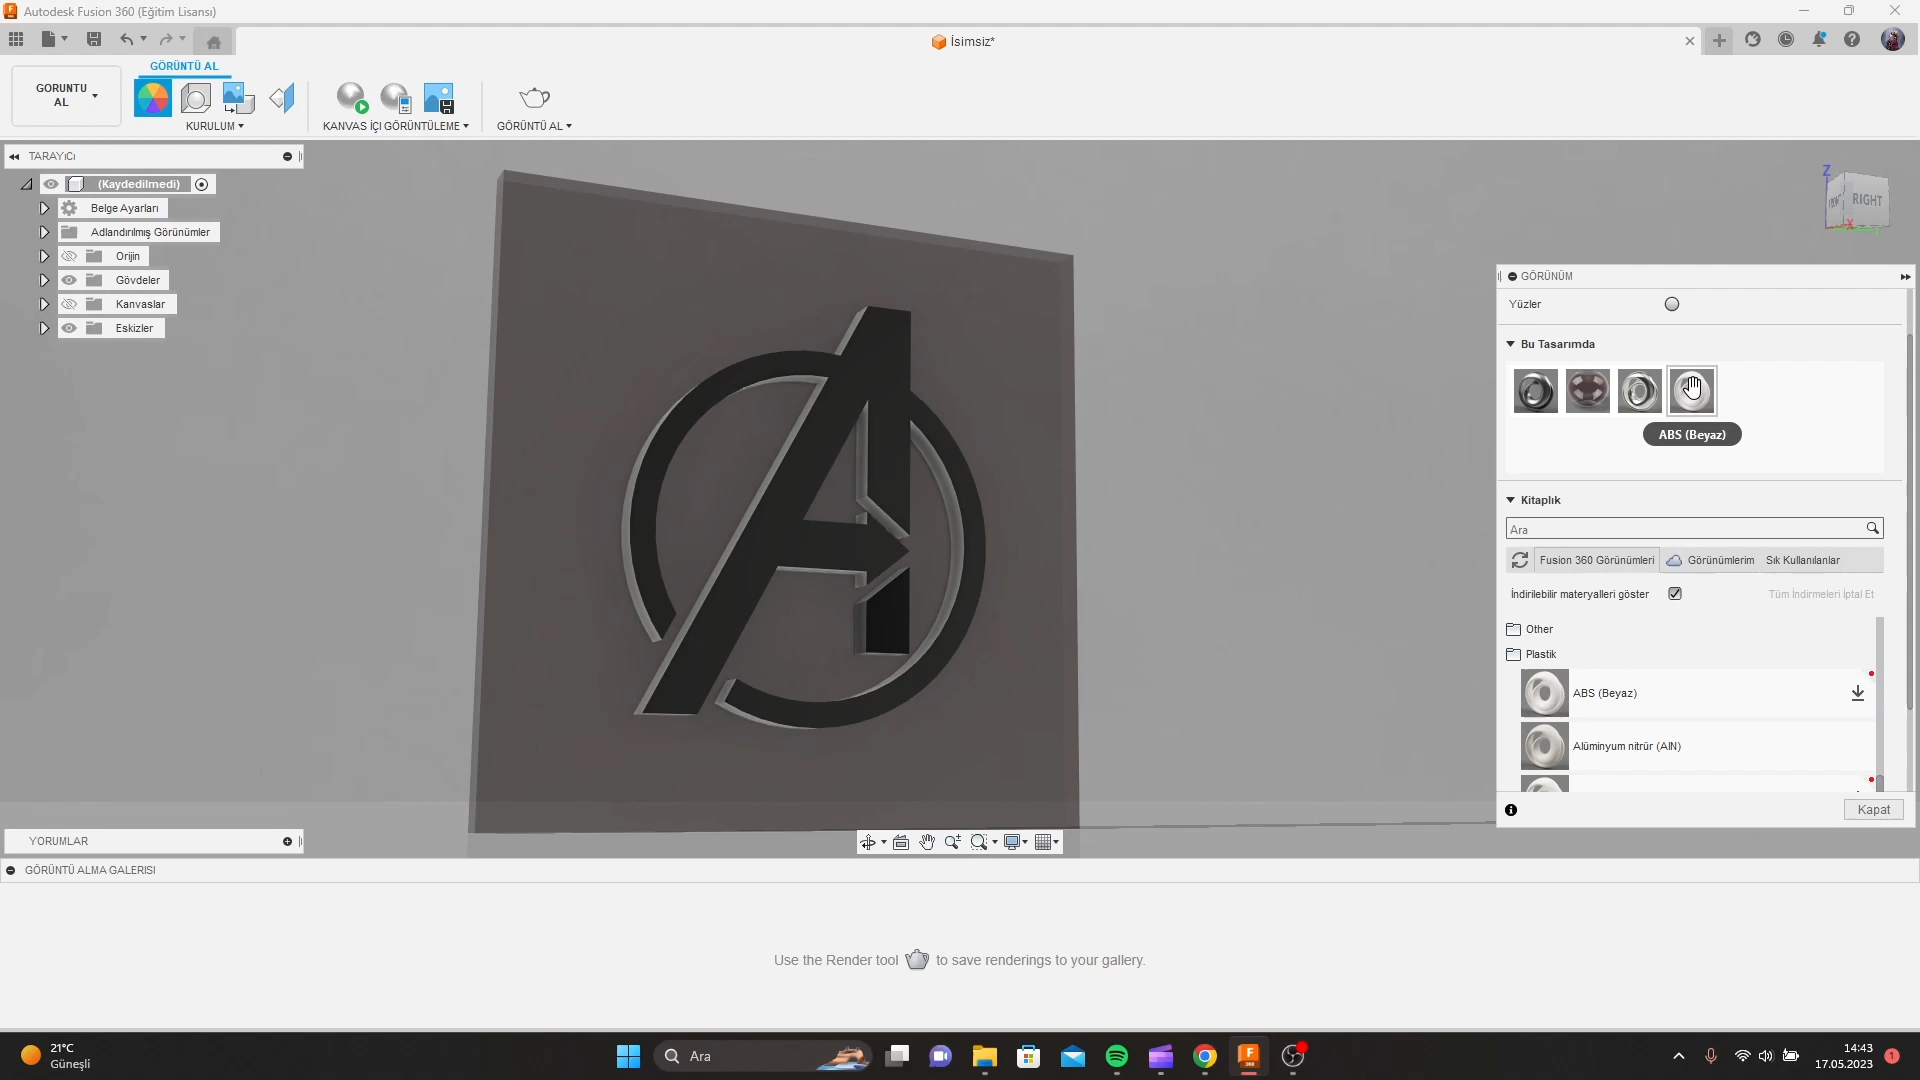 Autodesk Fusion 360 (Eğitim Lisansı)
İsimsiz*
GÖRÜNTÜ AL
GORUNTU
AL
KURULUM
KANVAS İÇİ GÖRÜNTÜLEME
GÖRÜNTÜ AL
TARAYICI
(Kaydedilmedi)
Belge Ayarları
Adlandırılmış Görünümler
Orijin
Gövdeler
Kanvaslar
Eskizler
Z
RIGHT
X
GÖRÜNÜM
Yüzler
Bu Tasarımda
ABS (Beyaz)
Kitaplık
Ara
Fusion 360 Görünümleri
Görünümlerim
Sık Kullanılanlar
İndirilebilir materyalleri göster
Tüm İndirmeleri İptal Et
Other
Plastik
ABS (Beyaz)
Alüminyum nitrür (AlN)
Kapat
YORUMLAR
GÖRÜNTÜ ALMA GALERISI
Use the Render tool to save renderings to your gallery.
21°C
Güneşli
Ara
14:43
17.05.2023
1